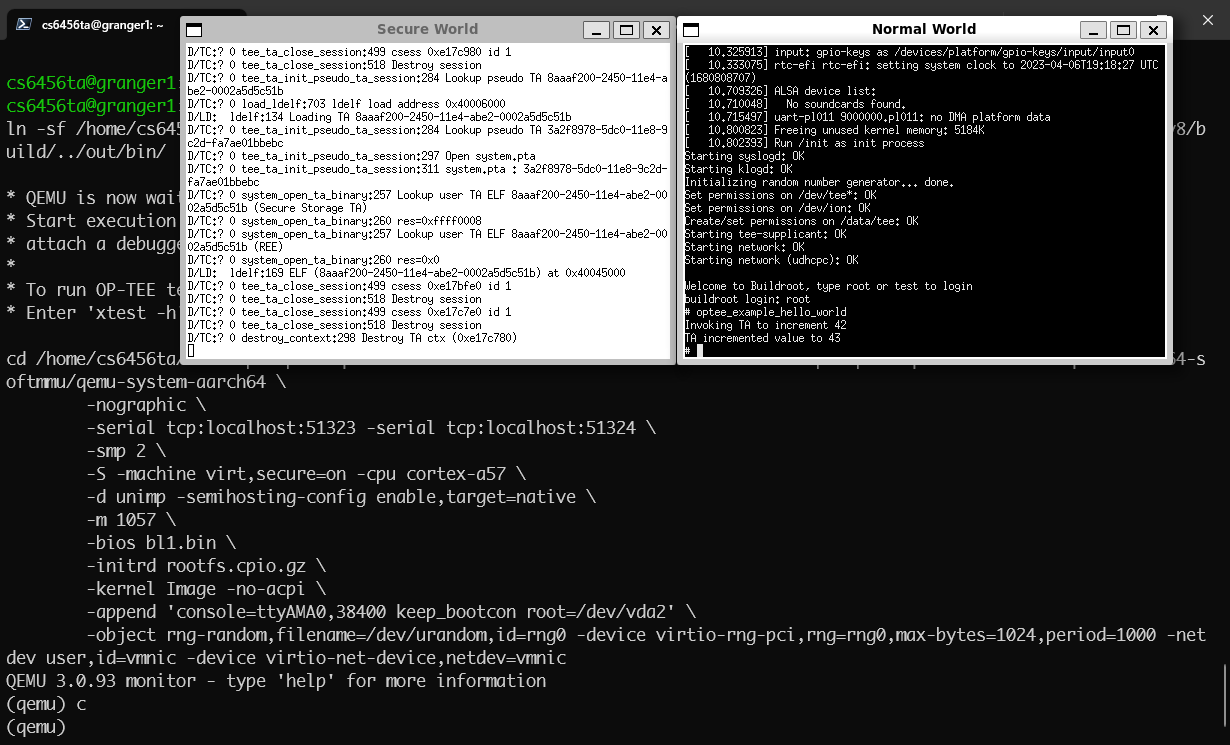 cs6456ta@granger1: ~
cs6456ta@granger1:
cs6456ta@granger1:
ln -sf /home/cs645
v8/b
uild/../out/bin/
* QEMU is now wait
* Start execution
* attach a debugge
*
* To run OP-TEE te
* Enter 'xtest -h
cd /home/cs6456ta/
64-s
oftmmu/qemu-system-aarch64 \
-nographic \
-serial tcp:localhost:51323 -serial tcp:localhost:51324 \
-smp 2 \
-S -machine virt,secure=on -cpu cortex-a57 \
-d unimp -semihosting-config enable,target=native \
-m 1057 \
-bios bl1.bin \
-initrd rootfs.cpio.gz \
-kernel Image -no-acpi \
-append 'console=ttyAMA0,38400 keep_bootcon root=/dev/vda2' \
-object rng-random,filename=/dev/urandom,id=rng0 -device virtio-rng-pci,rng=rng0,max-bytes=1024,period=1000 -net
dev user,id=vmnic -device virtio-net-device,netdev=vmnic
QEMU 3.0.93 monitor - type 'help' for more information
(qemu) c
(qemu)
Secure World
D/TC:? 0 tee_ta_close_session:499 csess 0xe17c980 id 1
D/TC:? 0 tee_ta_close_session:518 Destroy session
D/TC:? 0 tee_ta_init_pseudo_ta_session:284 Lookup pseudo TA 8aaaf200-2450-11e4-a
be2-0002a5d5c51b
D/TC:? 0 load_ldelf:703 ldelf load address 0x40006000
D/LD:  ldelf:134 Loading TA 8aaaf200-2450-11e4-abe2-0002a5d5c51b
D/TC:? 0 tee_ta_init_pseudo_ta_session:284 Lookup pseudo TA 3a2f8978-5dc0-11e8-9
c2d-fa7ae01bbebc
D/TC:? 0 tee_ta_init_pseudo_ta_session:297 Open system.pta
D/TC:? 0 tee_ta_init_pseudo_ta_session:311 system.pta : 3a2f8978-5dc0-11e8-9c2d-
fa7ae01bbebc
D/TC:? 0 system_open_ta_binary:257 Lookup user TA ELF 8aaaf200-2450-11e4-abe2-00
02a5d5c51b (Secure Storage TA)
D/TC:? 0 system_open_ta_binary:260 res=0xffff0008
D/TC:? 0 system_open_ta_binary:257 Lookup user TA ELF 8aaaf200-2450-11e4-abe2-00
02a5d5c51b (REE)
D/TC:? 0 system_open_ta_binary:260 res=0x0
D/LD:  ldelf:169 ELF (8aaaf200-2450-11e4-abe2-0002a5d5c51b) at 0x40045000
D/TC:? 0 tee_ta_close_session:499 csess 0xe17bfe0 id 1
D/TC:? 0 tee_ta_close_session:518 Destroy session
D/TC:? 0 tee_ta_close_session:499 csess 0xe17c7e0 id 1
D/TC:? 0 tee_ta_close_session:518 Destroy session
D/TC:? 0 destroy_context:298 Destroy TA ctx (0xe17c780)
Normal World
[   10.325913] input: gpio-keys as /devices/platform/gpio-keys/input/input0
[   10.333075] rtc-efi rtc-efi: setting system clock to 2023-04-06T19:18:27 UTC
(1680808707)
[   10.709326] ALSA device list:
[   10.710048]   No soundcards found.
[   10.715497] uart-pl011 9000000.pl011: no DMA platform data
[   10.800823] Freeing unused kernel memory: 5184K
[   10.802393] Run /init as init process
Starting syslogd: OK
Starting klogd: OK
Initializing random number generator... done.
Set permissions on /dev/tee*: OK
Set permissions on /dev/ion: OK
Create/set permissions on /data/tee: OK
Starting tee-supplicant: OK
Starting network: OK
Starting network (udhcpc): OK
Welcome to Buildroot, type root or test to login
buildroot login: root
# optee_example_hello_world
Invoking TA to increment 42
TA incremented value to 43
#